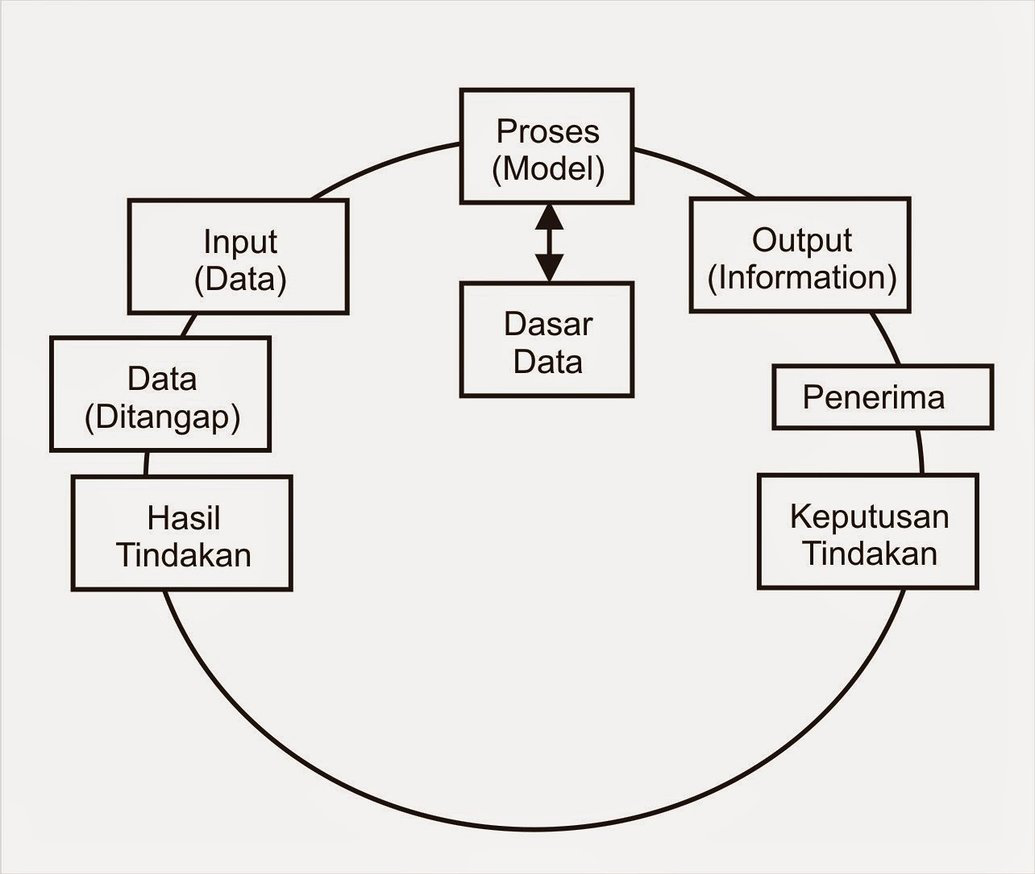 Proses
(Model)
Input
(Data)
Output
(Information)
Dasar
Data
Data
(Ditangap)
Penerima
Hasil
Tindakan
Keputusan
Tindakan